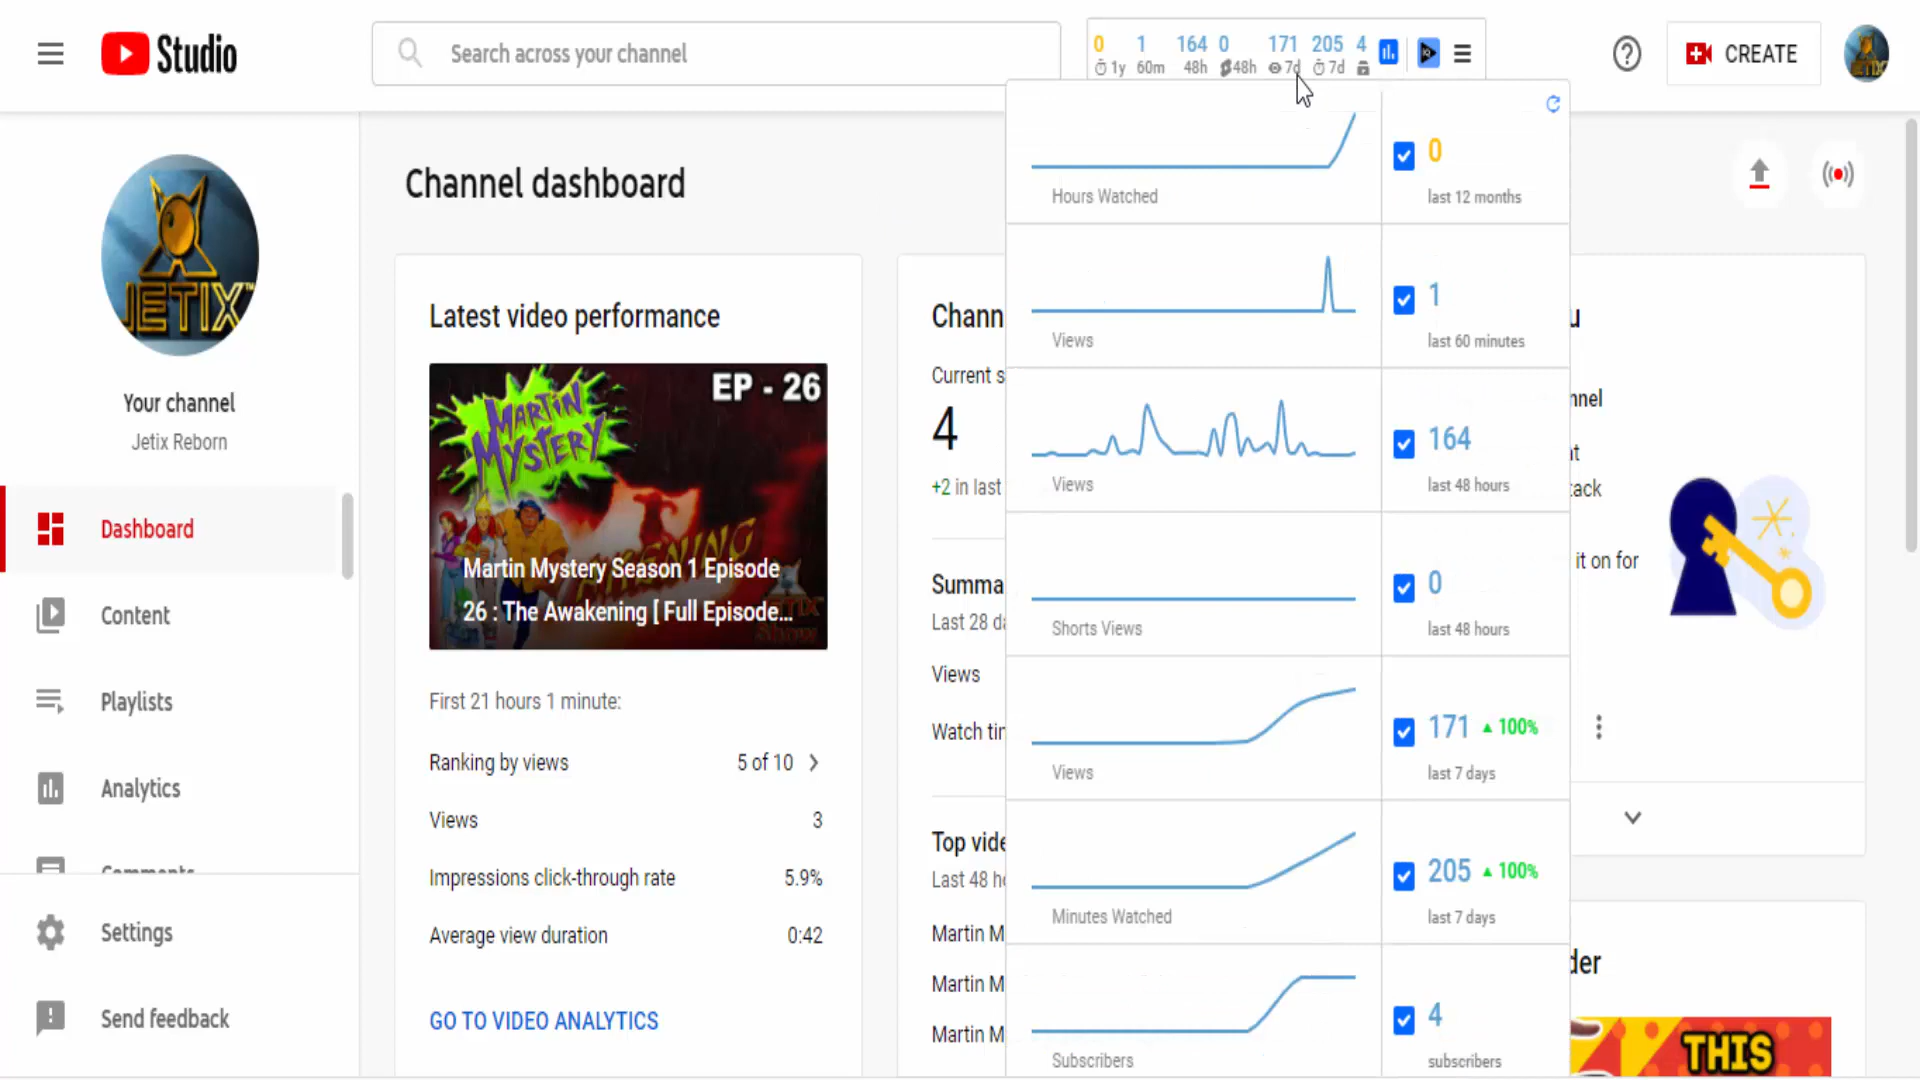 Studio
Search across your channel
0 1 164 0 171 205 4
1y 60m 48h 48h 7d 7d
CREATE
JETIX
Your channel
Jetix Reborn
Dashboard
Content
Playlists
Analytics
Comments
Settings
Send feedback
Channel dashboard
Latest video performance
EP - 26
MARTIN
MYSTERY
Martin Mystery Season 1 Episode
26 : The Awakening [ Full Episode...
First 21 hours 1 minute:
Ranking by views 5 of 10
Views 3
Impressions click-through rate 5.9%
Average view duration 0:42
GO TO VIDEO ANALYTICS
Chann
Current s
4
+2 in last
Summa
Last 28 da
Views
Watch tin
Top vide
Last 48 ho
Martin M
Martin M
Martin M
Hours Watched
0
last 12 months
Views
1
last 60 minutes
Views
164
last 48 hours
Shorts Views
0
last 48 hours
Views
171 ▲ 100%
last 7 days
Minutes Watched
205 ▲ 100%
last 7 days
Subscribers
4
subscribers
it on for
der
THIS